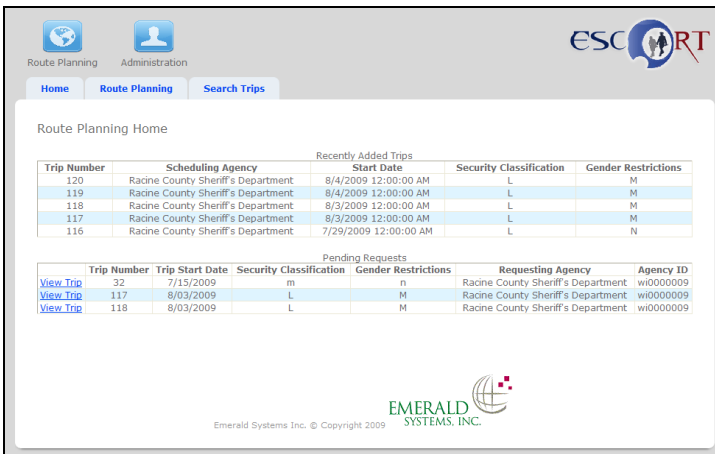 ESCORT
Route Planning Administration
Home Route Planning Search Trips
Route Planning Home
Recently Added Trips
Trip Number Scheduling Agency Start Date Security Classification Gender Restrictions
120 Racine County Sheriff's Department 8/4/2009 12:00:00 AM L M
119 Racine County Sheriff's Department 8/4/2009 12:00:00 AM L M
118 Racine County Sheriff's Department 8/3/2009 12:00:00 AM L M
117 Racine County Sheriff's Department 8/3/2009 12:00:00 AM L M
116 Racine County Sheriff's Department 7/29/2009 12:00:00 AM L N
Pending Requests
Trip Number Trip Start Date Security Classification Gender Restrictions Requesting Agency Agency ID
View Trip 32 7/15/2009 m n Racine County Sheriff's Department wi0000009
View Trip 117 8/03/2009 L M Racine County Sheriff's Department wi0000009
View Trip 118 8/03/2009 L M Racine County Sheriff's Department wi0000009
EMERALD
SYSTEMS, INC.
Emerald Systems Inc. © Copyright 2009